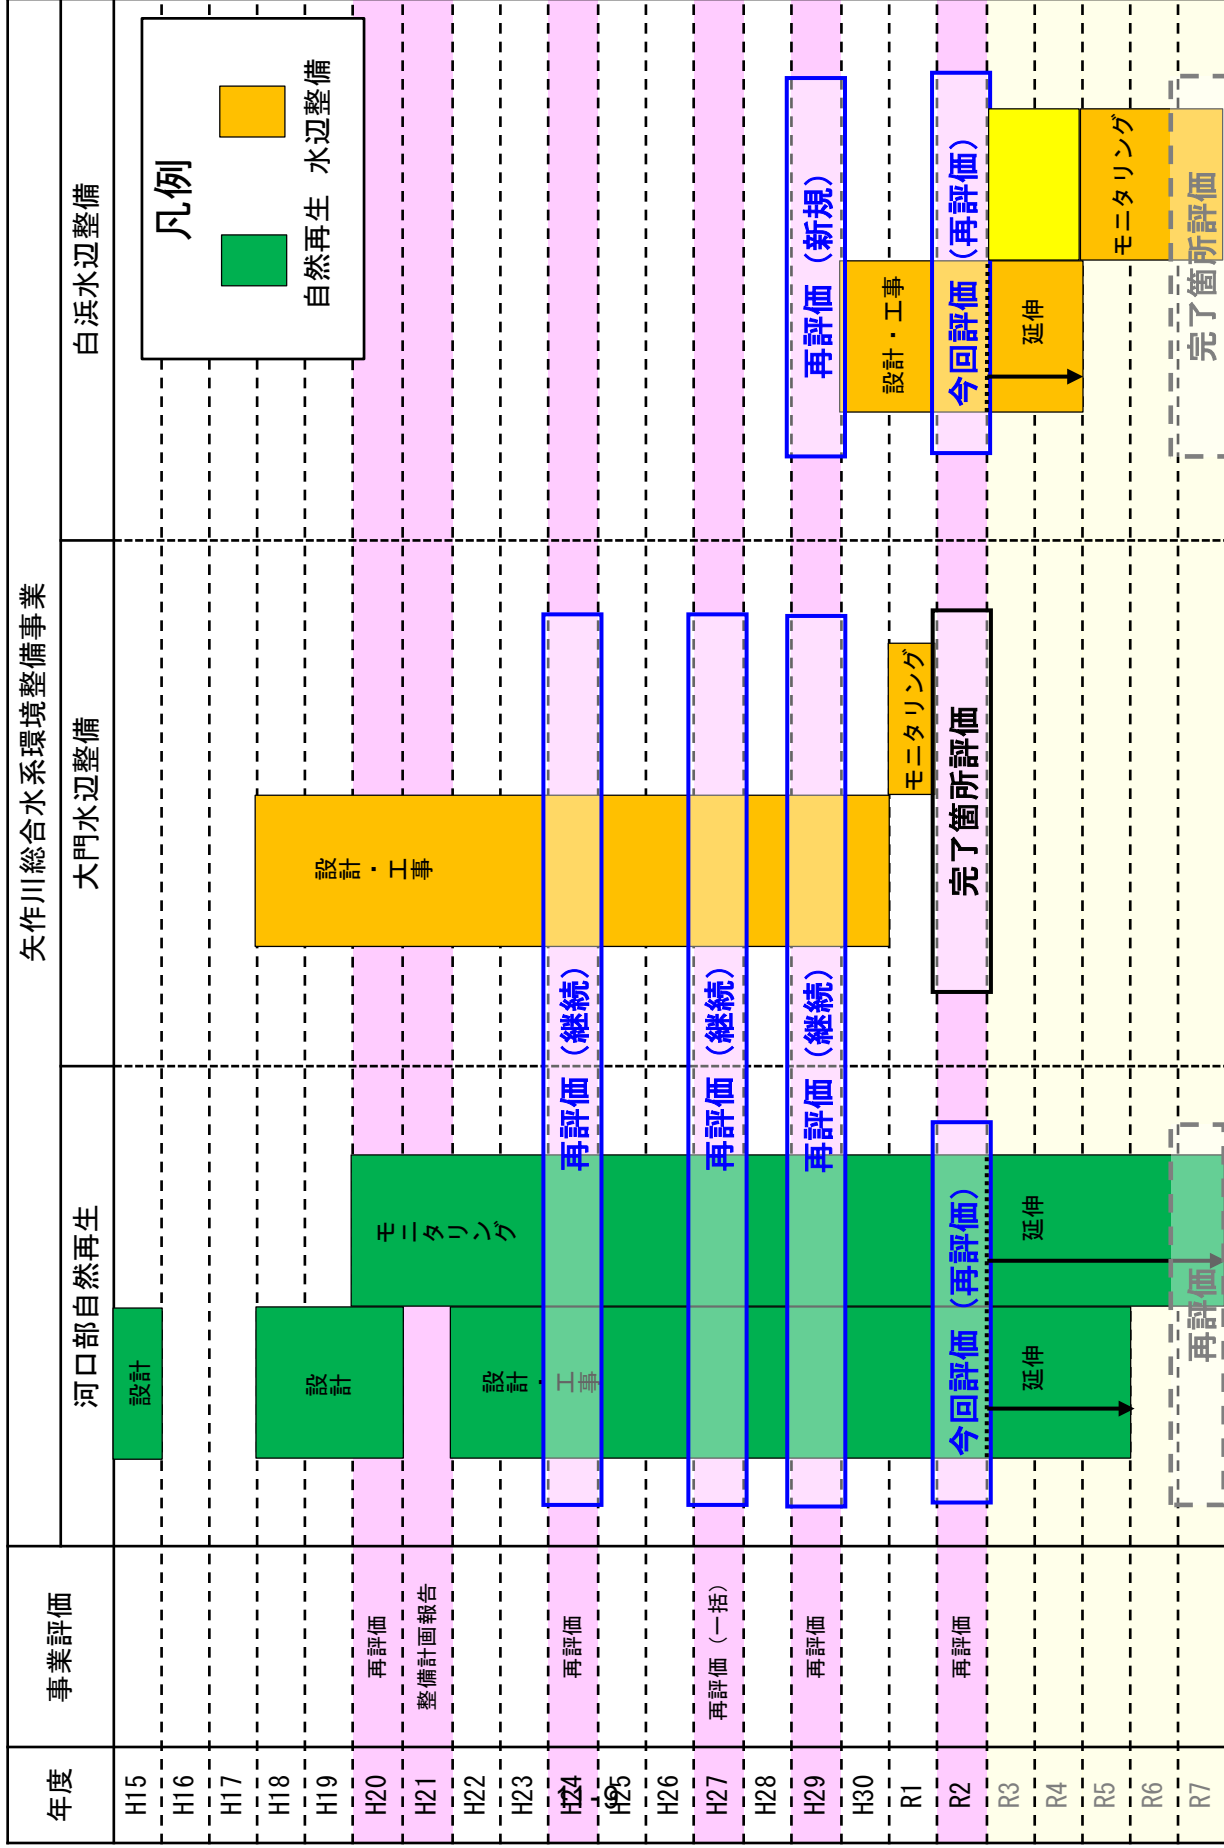 矢作川総合水系環境整備事業
年度
事業評価
河口部自然再生
大門水辺整備
白浜水辺整備
凡例
自然再生
水辺整備
H15
設計
H16
H17
H18
H19
設計
設計・工事
H20
再評価
モニタリング
H21
整備計画報告
H22
H23
設計・工事
H24
再評価
再評価（継続）
H25
H26
H27
再評価（一括）
再評価（継続）
H28
H29
再評価
再評価（継続）
再評価（新規）
H30
R1
モニタリング
設計・工事
R2
再評価
今回評価（再評価）
完了箇所評価
今回評価（再評価）
R3
延伸
延伸
延伸
R4
R5
モニタリング
R6
R7
再評価
完了箇所評価